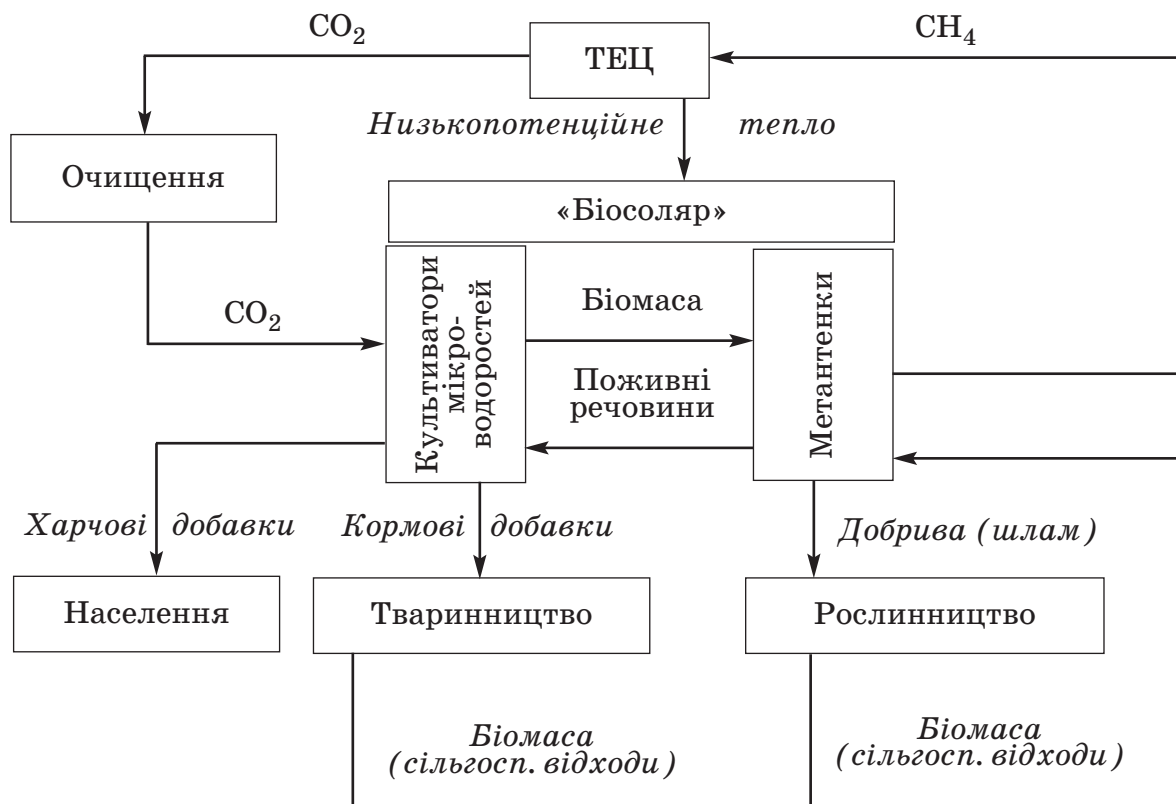 CO₂
ТЕЦ
CH₄
Низькопотенційне тепло
Очищення
«Біосоляр»
CO₂
Культиватори
мікро-
водоростей
Біомаса
Поживні
речовини
Метантенки
Харчові добавки
Кормові добавки
Добрива (шлам)
Населення
Тваринництво
Рослинництво
Біомаса
(сільгосп. відходи)
Біомаса
(сільгосп. відходи)